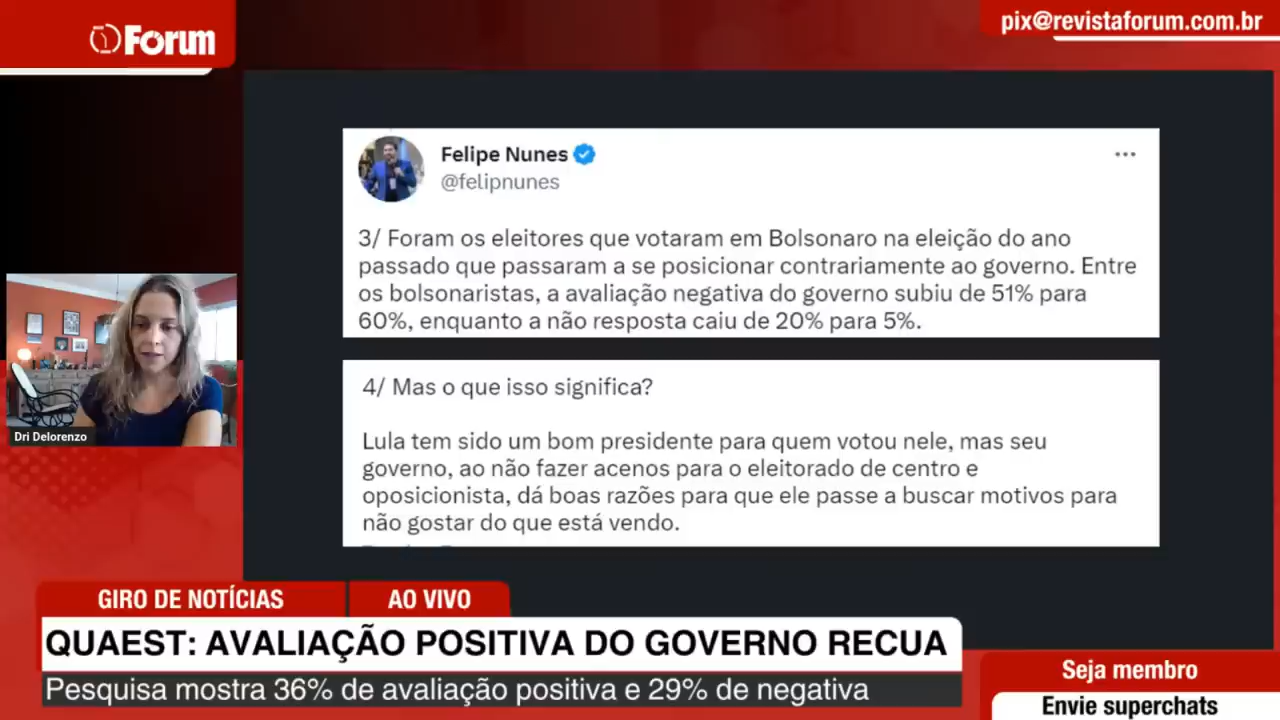 Forum
pix@revistaforum.com.br
Felipe Nunes
@felipnunes
3/ Foram os eleitores que votaram em Bolsonaro na eleição do ano
passado que passaram a se posicionar contrariamente ao governo. Entre
os bolsonaristas, a avaliação negativa do governo subiu de 51% para
60%, enquanto a não resposta caiu de 20% para 5%.
4/ Mas o que isso significa?
Lula tem sido um bom presidente para quem votou nele, mas seu
governo, ao não fazer acenos para o eleitorado de centro e
oposicionista, dá boas razões para que ele passe a buscar motivos para
não gostar do que está vendo.
Dri Delorenzo
GIRO DE NOTÍCIAS
AO VIVO
QUAEST: AVALIAÇÃO POSITIVA DO GOVERNO RECUA
Pesquisa mostra 36% de avaliação positiva e 29% de negativa
Seja membro
Envie superchats